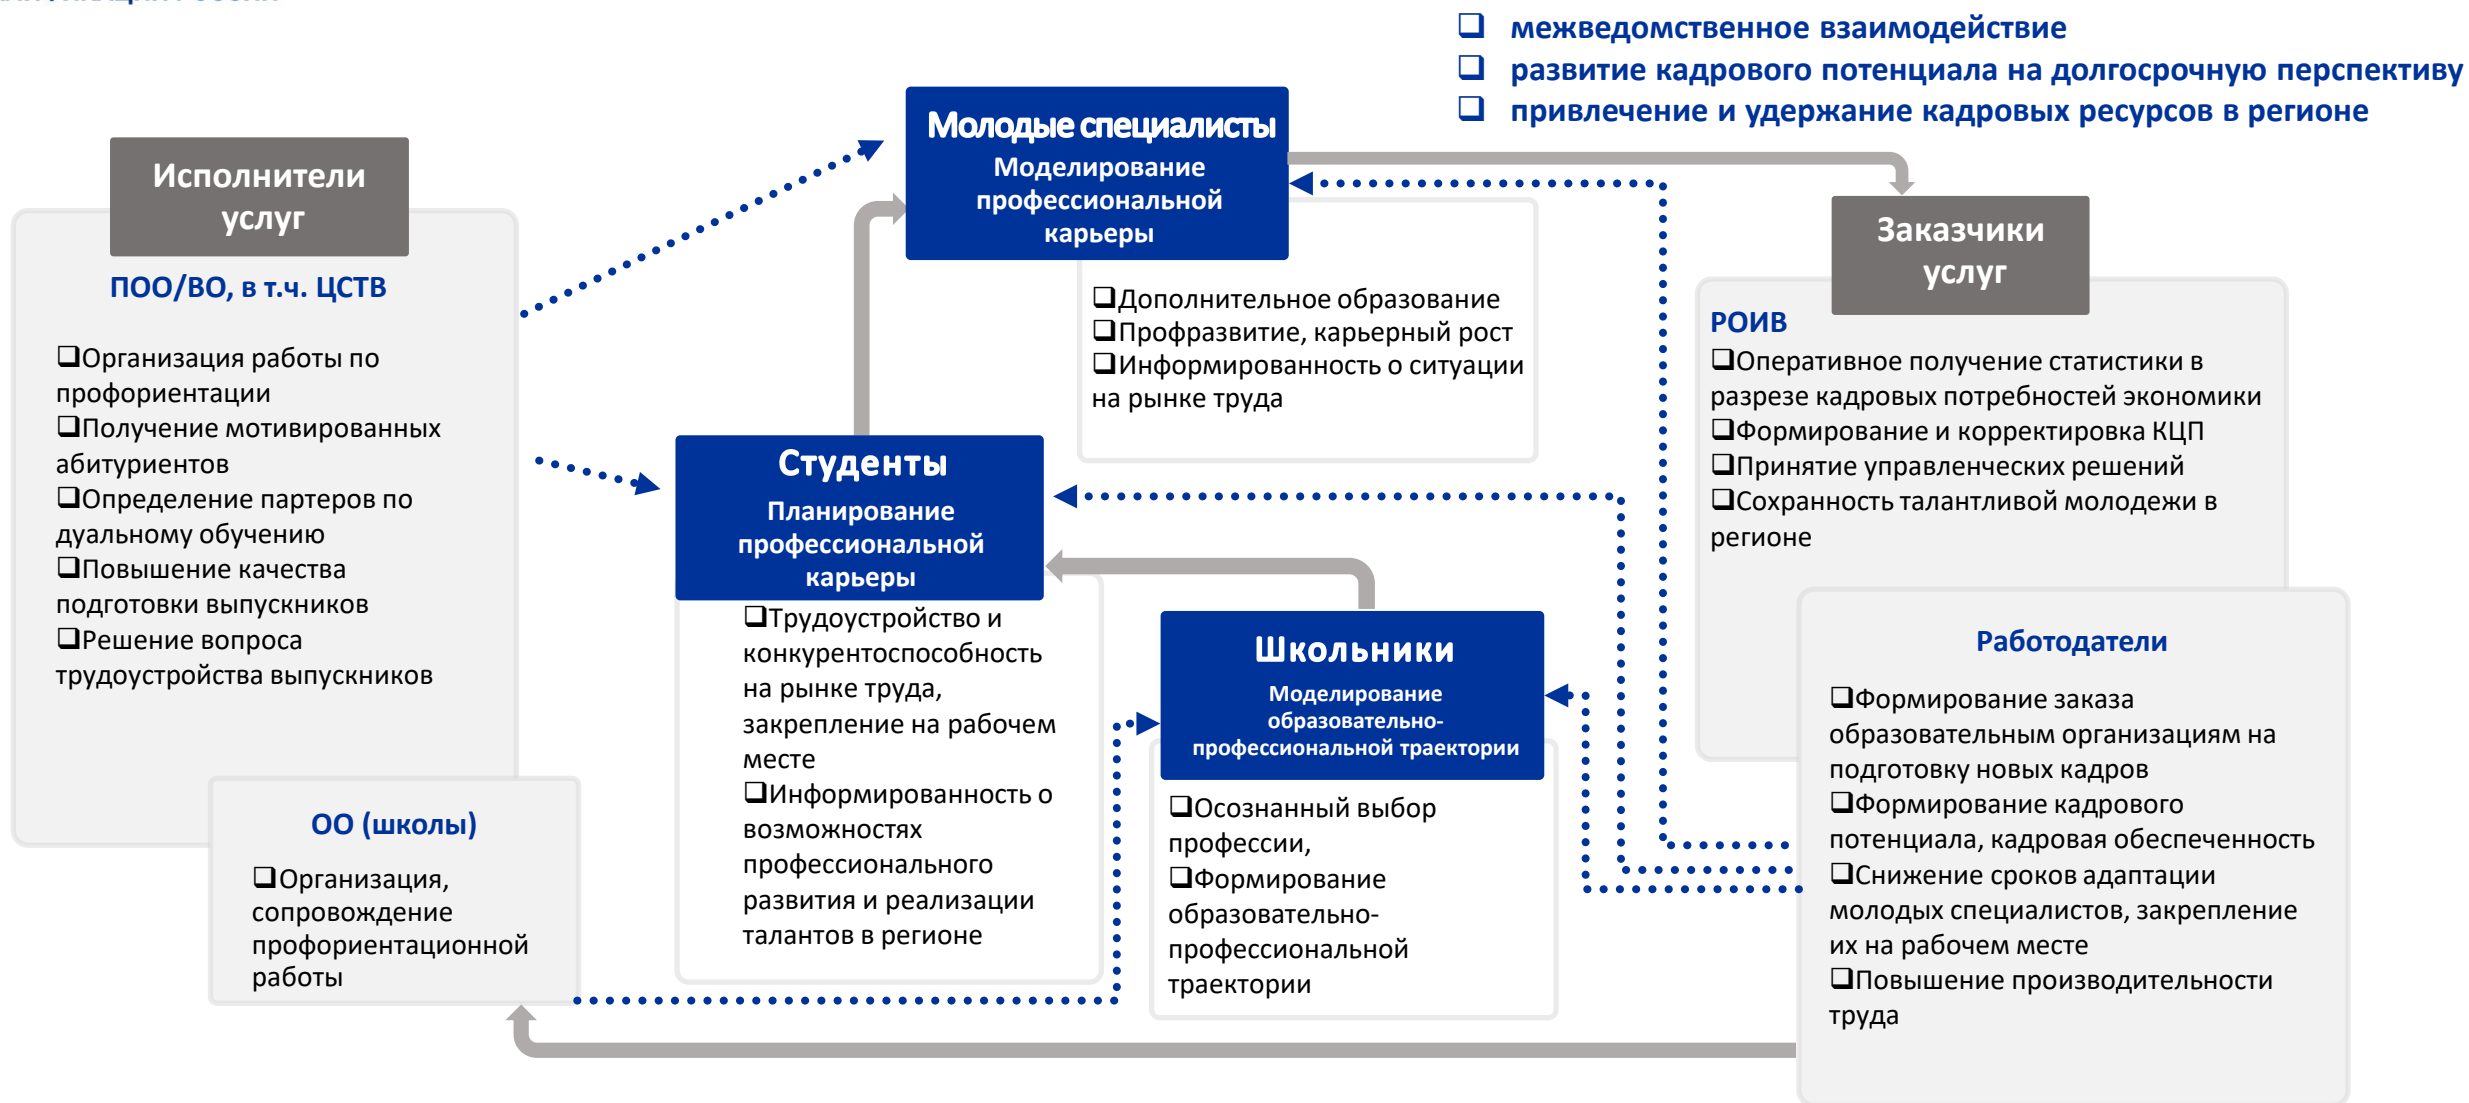 ❑ межведомственное взаимодействие
❑ развитие кадрового потенциала на долгосрочную перспективу
❑ привлечение и удержание кадровых ресурсов в регионе
Исполнители
услуг
ПОО/ВО, в т.ч. ЦСТВ
❑Организация работы по
профориентации
❑Получение мотивированных
абитуриентов
❑Определение партеров по
дуальному обучению
❑Повышение качества
подготовки выпускников
❑Решение вопроса
трудоустройства выпускников
ОО (школы)
❑Организация,
сопровождение
профориентационной
работы
Молодые специалисты
Моделирование
профессиональной
карьеры
❑Дополнительное образование
❑Профразвитие, карьерный рост
❑Информированность о ситуации
на рынке труда
Студенты
Планирование
профессиональной
карьеры
❑Трудоустройство и
конкурентоспособность
на рынке труда,
закрепление на рабочем
месте
❑Информированность о
возможностях
профессионального
развития и реализации
талантов в регионе
Школьники
Моделирование
образовательно-
профессиональной траектории
❑Осознанный выбор
профессии,
❑Формирование
образовательно-
профессиональной
траектории
Заказчики
услуг
РОИВ
❑Оперативное получение статистики в
разрезе кадровых потребностей экономики
❑Формирование и корректировка КЦП
❑Принятие управленческих решений
❑Сохранность талантливой молодежи в
регионе
Работодатели
❑Формирование заказа
образовательным организациям на
подготовку новых кадров
❑Формирование кадрового
потенциала, кадровая обеспеченность
❑Снижение сроков адаптации
молодых специалистов, закрепление
их на рабочем месте
❑Повышение производительности
труда